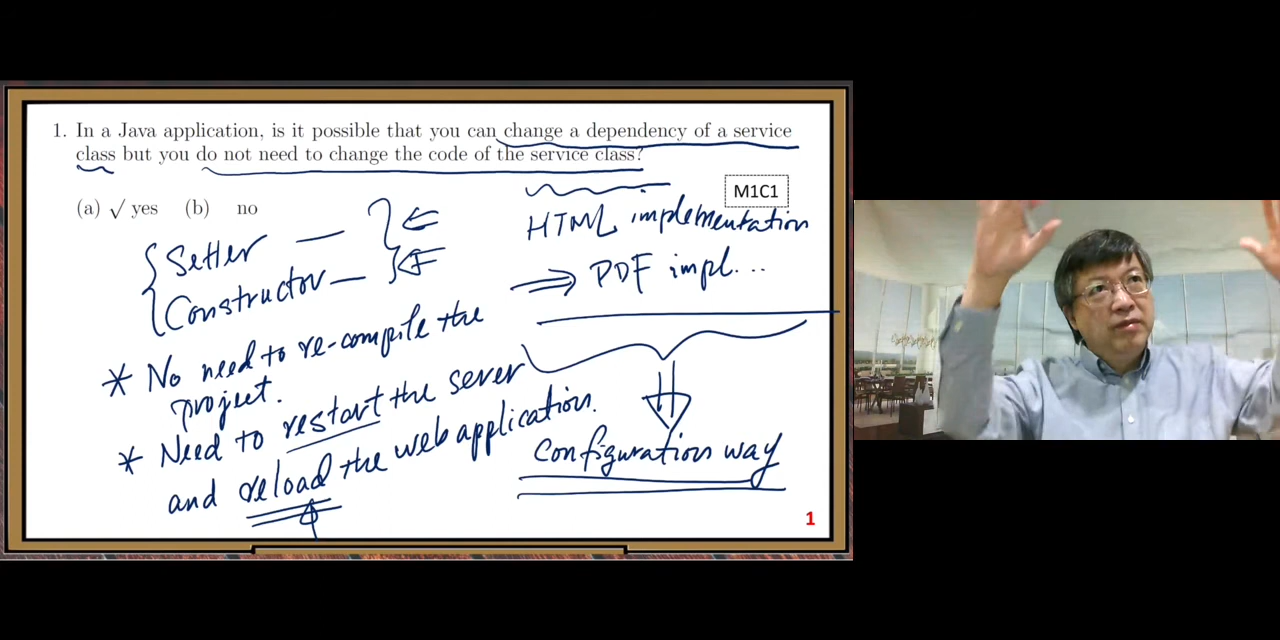 1. In a Java application, is it possible that you can change a dependency of a service
class but you do not need to change the code of the service class?
M1C1
(a) √ yes (b) no
Setter —
Constructor —
HTML implementation
⇒ PDF impl...
* No need to re-compile the
project.
* Need to restart the sever
and reload the web application.
Configuration way
1